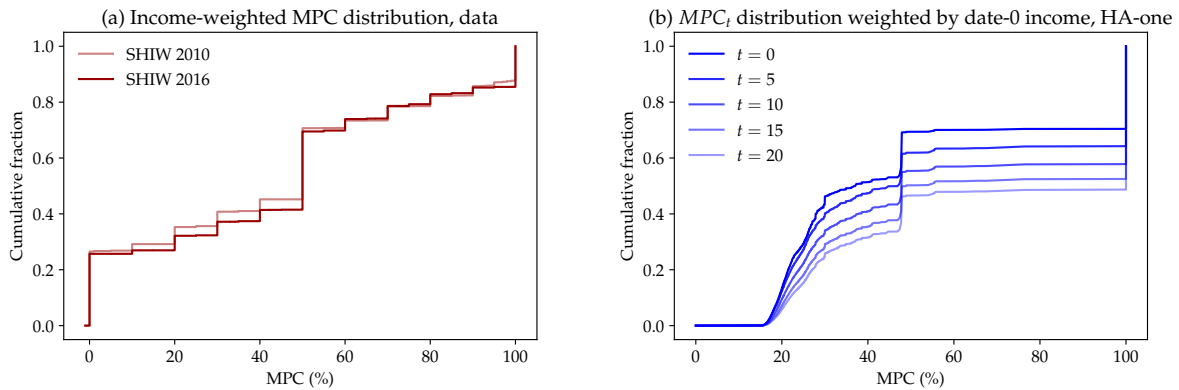 (a) Income-weighted MPC distribution, data
1.0
0.8
0.6
0.4
0.2
0.0
Cumulative fraction
SHIW 2010
SHIW 2016
0
20
40
60
80
100
MPC (%)
(b) MPCₜ distribution weighted by date-0 income, HA-one
1.0
0.8
0.6
0.4
0.2
0.0
Cumulative fraction
t = 0
t = 5
t = 10
t = 15
t = 20
0
20
40
60
80
100
MPC (%)